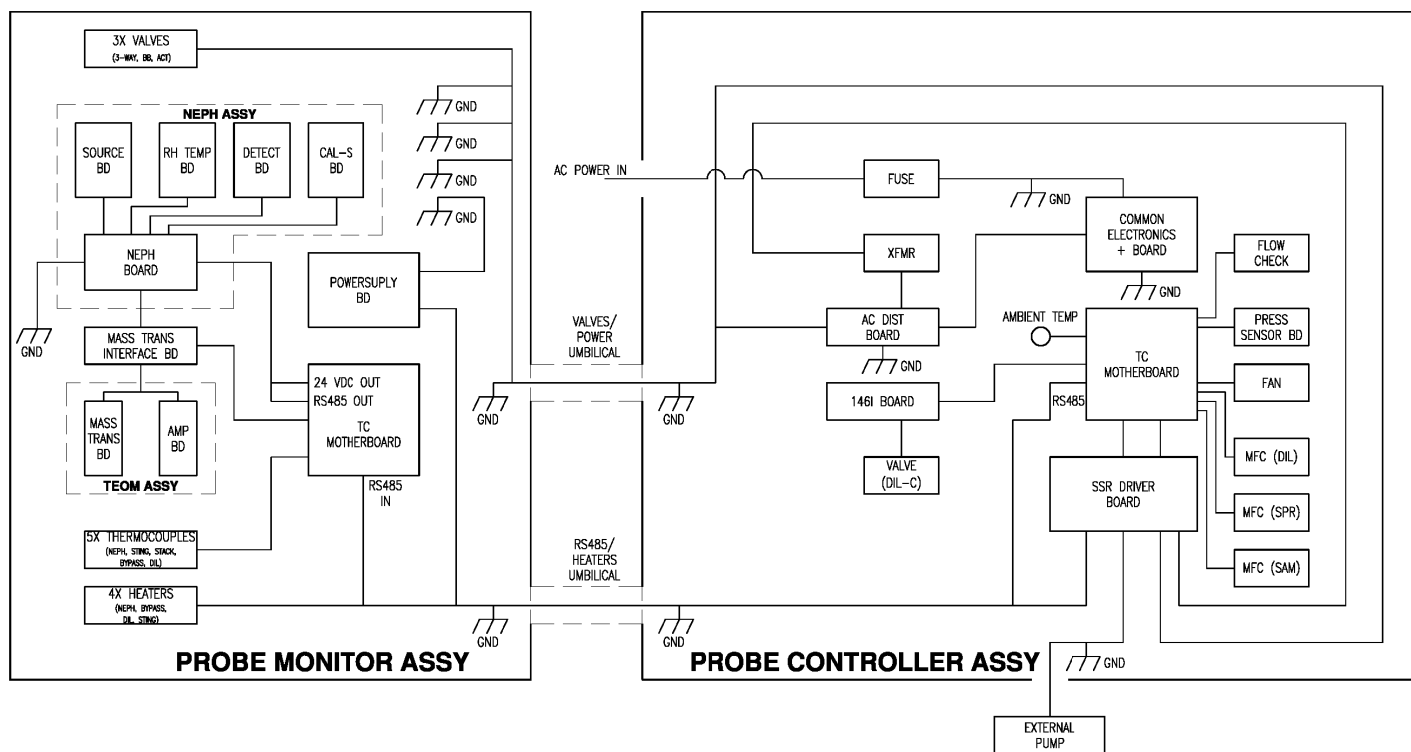 3X VALVES
(3-WAY, BB, ACT)
GND
GND
GND
GND
NEPH ASSY
SOURCE
BD
RH TEMP
BD
DETECT
BD
CAL-S
BD
NEPH
BOARD
GND
POWERSUPLY
BD
MASS TRANS
INTERFACE BD
24 VDC OUT
RS485 OUT
TC
MOTHERBOARD
RS485
IN
MASS
TRANS
BD
AMP
BD
TEOM ASSY
5X THERMOCOUPLES
(NEPH, STING, STACK,
BYPASS, DIL)
4X HEATERS
(NEPH, BYPASS,
DIL, STING)
GND
GND
PROBE MONITOR ASSY
VALVES/
POWER
UMBILICAL
RS485/
HEATERS
UMBILICAL
AC POWER IN
FUSE
GND
COMMON
ELECTRONICS
+ BOARD
GND
XFMR
AC DIST
BOARD
GND
AMBIENT TEMP
FLOW
CHECK
PRESS
SENSOR BD
TC
MOTHERBOARD
FAN
RS485
146I BOARD
VALVE
(DIL-C)
GND
SSR DRIVER
BOARD
MFC (DIL)
MFC (SPR)
MFC (SAM)
GND
GND
PROBE CONTROLLER ASSY
EXTERNAL
PUMP